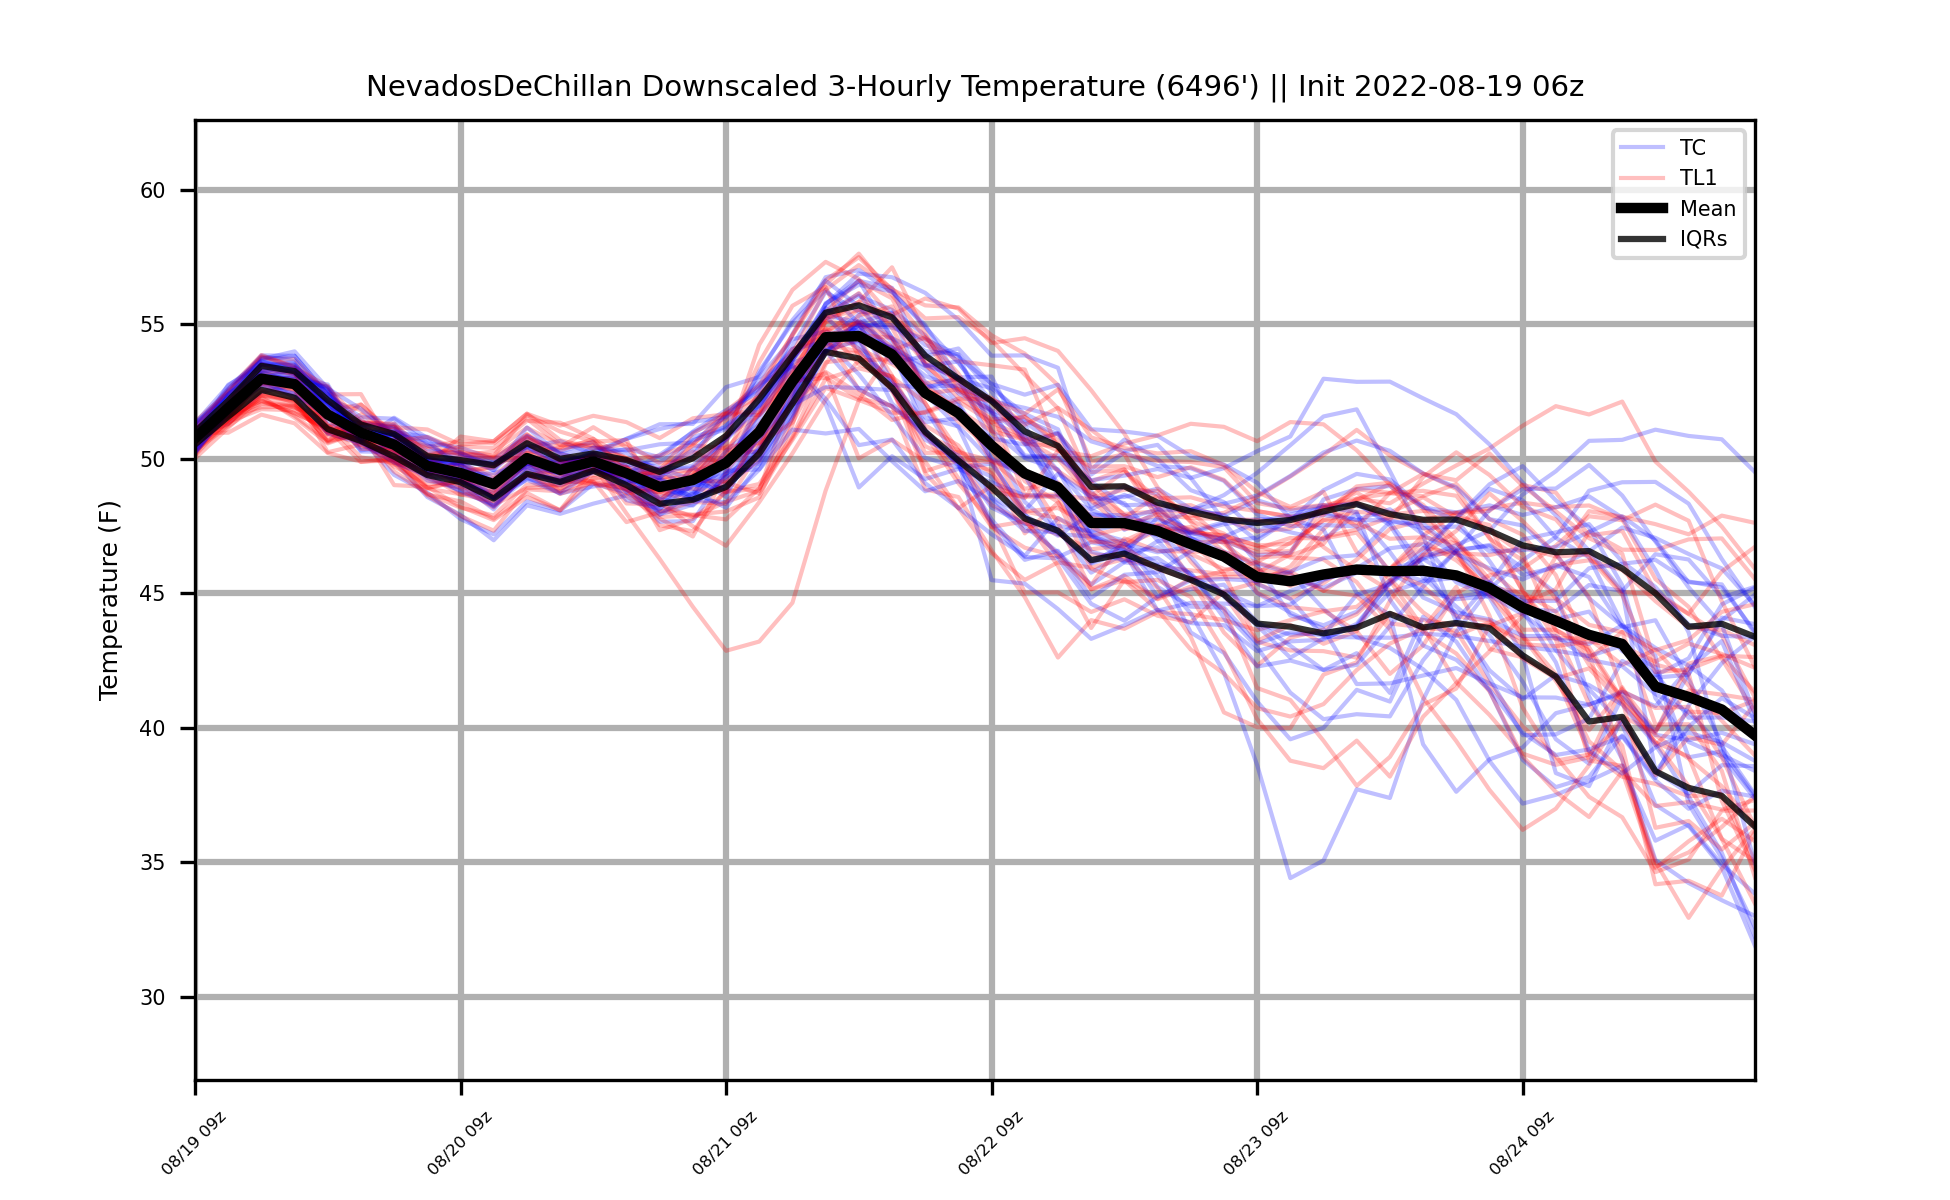 NevadosDeChillan Downscaled 3-Hourly Temperature (6496') || Init 2022-08-19 06z
TC
TL1
Mean
IQRs
Temperature (F)
60
55
50
45
40
35
30
08/19 09z
08/20 09z
08/21 09z
08/22 09z
08/23 09z
08/24 09z